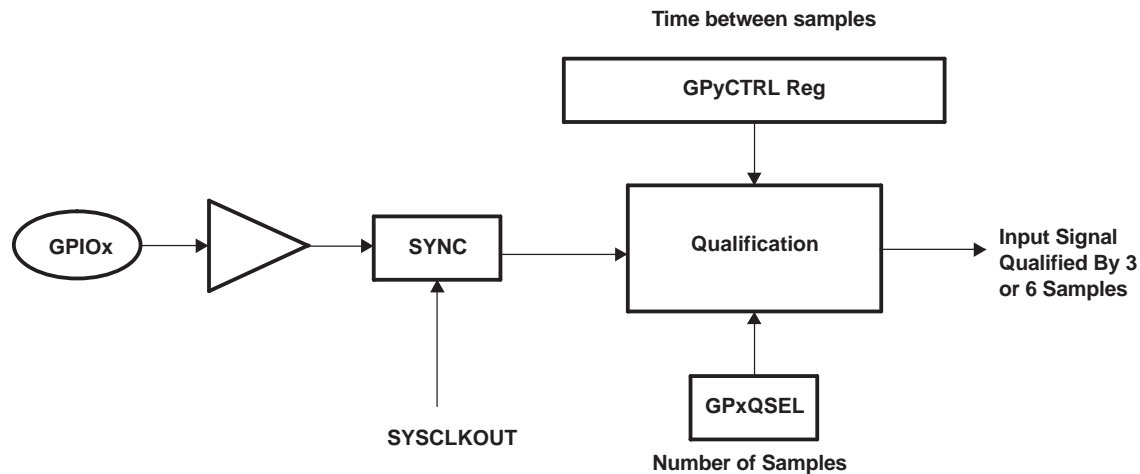 Time between samples
GPyCTRL Reg
GPIOx
SYNC
Qualification
Input Signal
Qualified By 3
or 6 Samples
GPxQSEL
SYSCLKOUT
Number of Samples